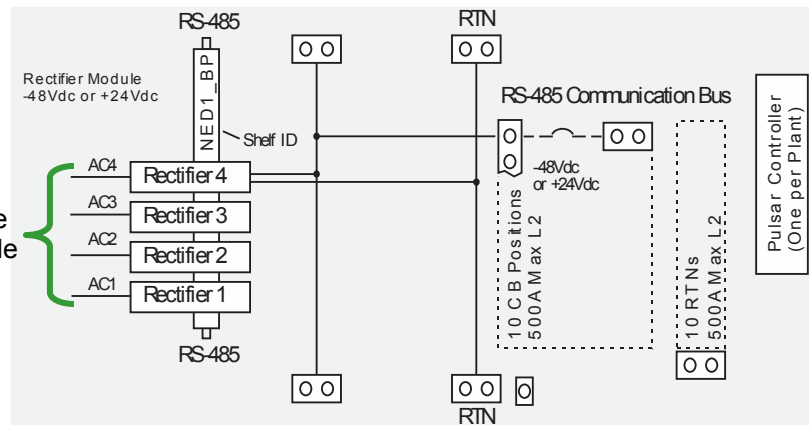 RS-485
RTN
Rectifier Module
-48Vdc or +24Vdc
NED1_BP
Shelf ID
RS-485 Communication Bus
-48Vdc
or +24Vdc
AC4
Rectifier 4
AC3
Rectifier 3
AC2
Rectifier 2
AC1
Rectifier 1
RS-485
10 CB Positions
500A Max L2
10 RTNs
500A Max L2
Pulsar Controller
(One per Plant)
RTN